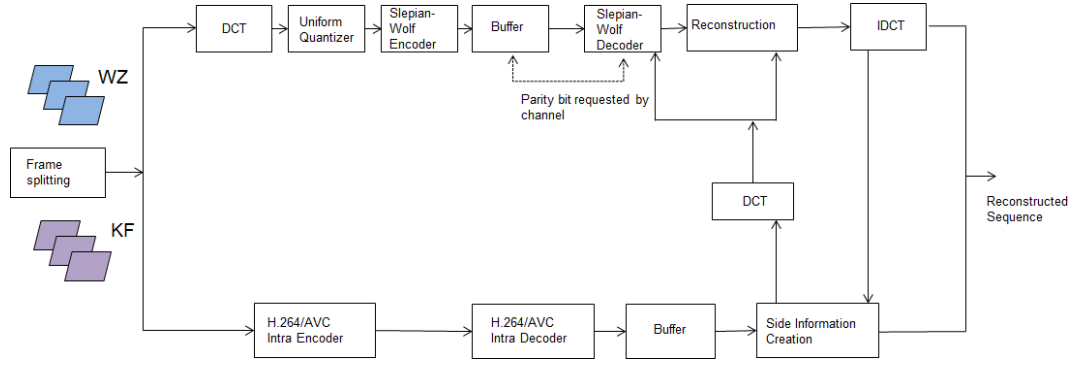 DCT
Uniform
Quantizer
Slepian-
Wolf
Encoder
Buffer
Slepian-
Wolf
Decoder
Reconstruction
IDCT
WZ
Parity bit requested by
channel
Frame
splitting
DCT
Reconstructed
Sequence
KF
H.264/AVC
Intra Encoder
H.264/AVC
Intra Decoder
Buffer
Side Information
Creation